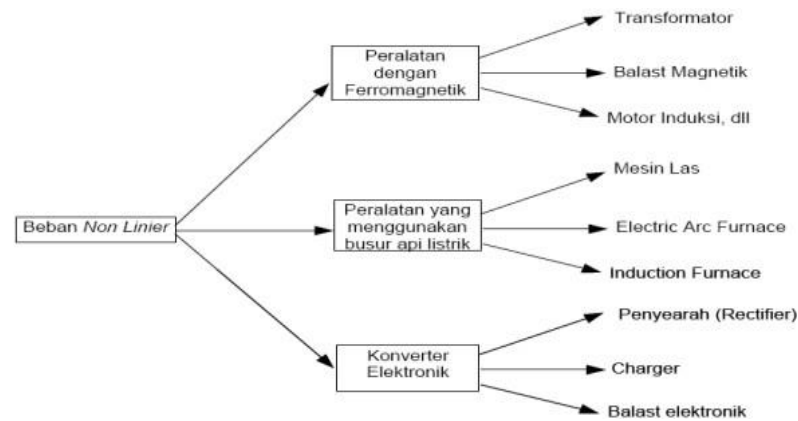 Beban Non Linier
Peralatan
dengan
Ferromagnetik
Transformator
Balast Magnetik
Motor Induksi, dll
Peralatan yang
menggunakan
busur api listrik
Mesin Las
Electric Arc Furnace
Induction Furnace
Konverter
Elektronik
Penyearah (Rectifier)
Charger
Balast elektronik